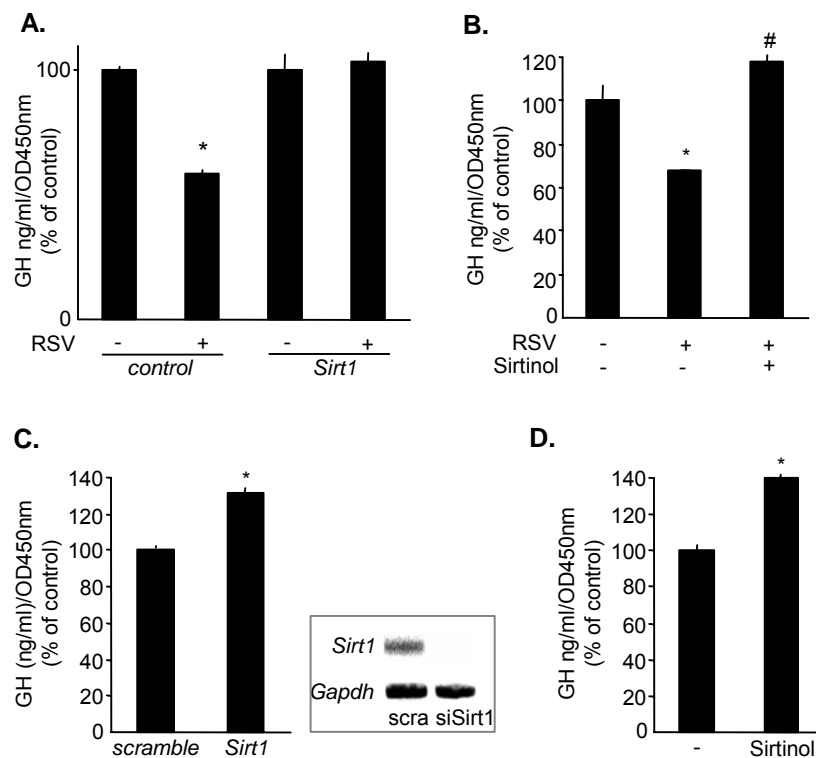 A.
GH ng/ml/OD450nm
(% of control)
100
0
*
RSV - + - +
control Sirt1
B.
GH ng/ml/OD450nm
(% of control)
120
100
80
60
40
20
0
*
#
RSV - + +
Sirtinol - - +
C.
GH (ng/ml)/OD450nm
(% of control)
140
120
100
80
60
40
20
0
*
scramble Sirt1
Sirt1
Gapdh
scra siSirt1
D.
GH ng/ml/OD450nm
(% of control)
140
120
100
80
60
40
20
0
*
- Sirtinol